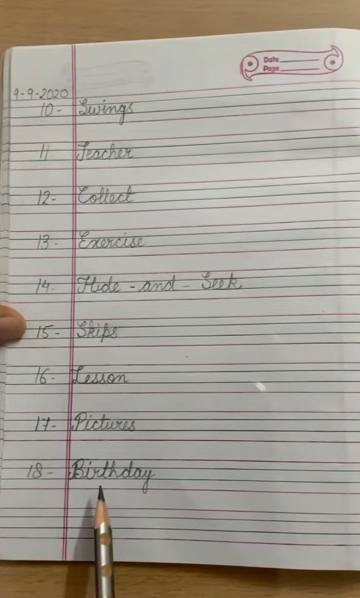 Date
Page
9-9-2020
10- Swings
11 Teacher
12- Collect
13- Exercise
14- Hide - and - Seek
15- Skips
16- Lesson
17- Pictures
18- Birthday